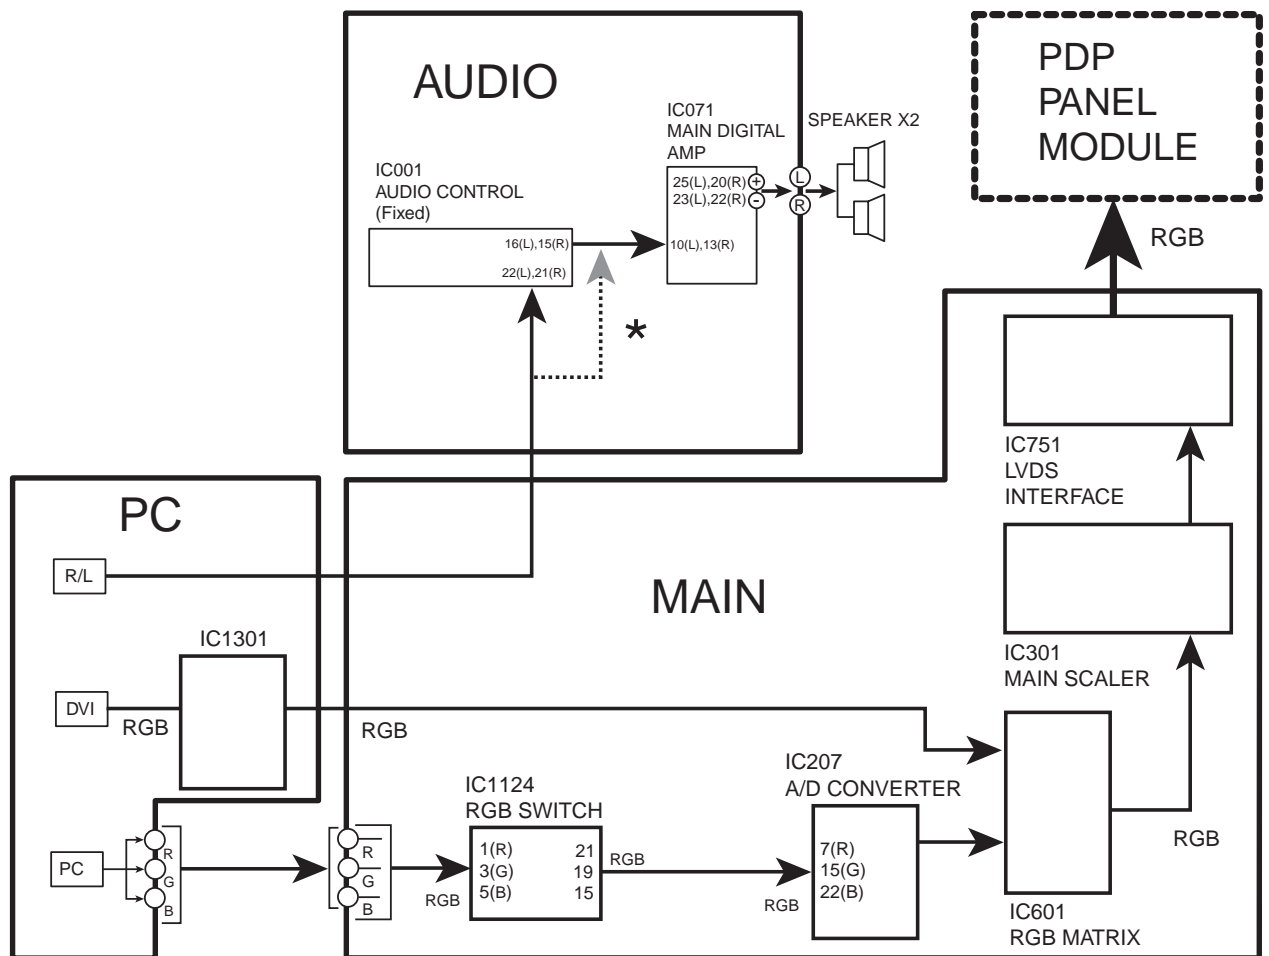 AUDIO
IC001
AUDIO CONTROL
(Fixed)
16(L),15(R)
22(L),21(R)
IC071
MAIN DIGITAL
AMP
25(L),20(R)
+
23(L),22(R)
-
10(L),13(R)
L
R
SPEAKER X2
*
PDP
PANEL
MODULE
RGB
IC751
LVDS
INTERFACE
PC
R/L
IC1301
DVI
RGB
RGB
MAIN
IC301
MAIN SCALER
PC
R
G
B
R
G
B
RGB
IC1124
RGB SWITCH
1(R) 21
3(G) 19
5(B) 15
RGB
RGB
IC207
A/D CONVERTER
7(R)
15(G)
22(B)
RGB
IC601
RGB MATRIX